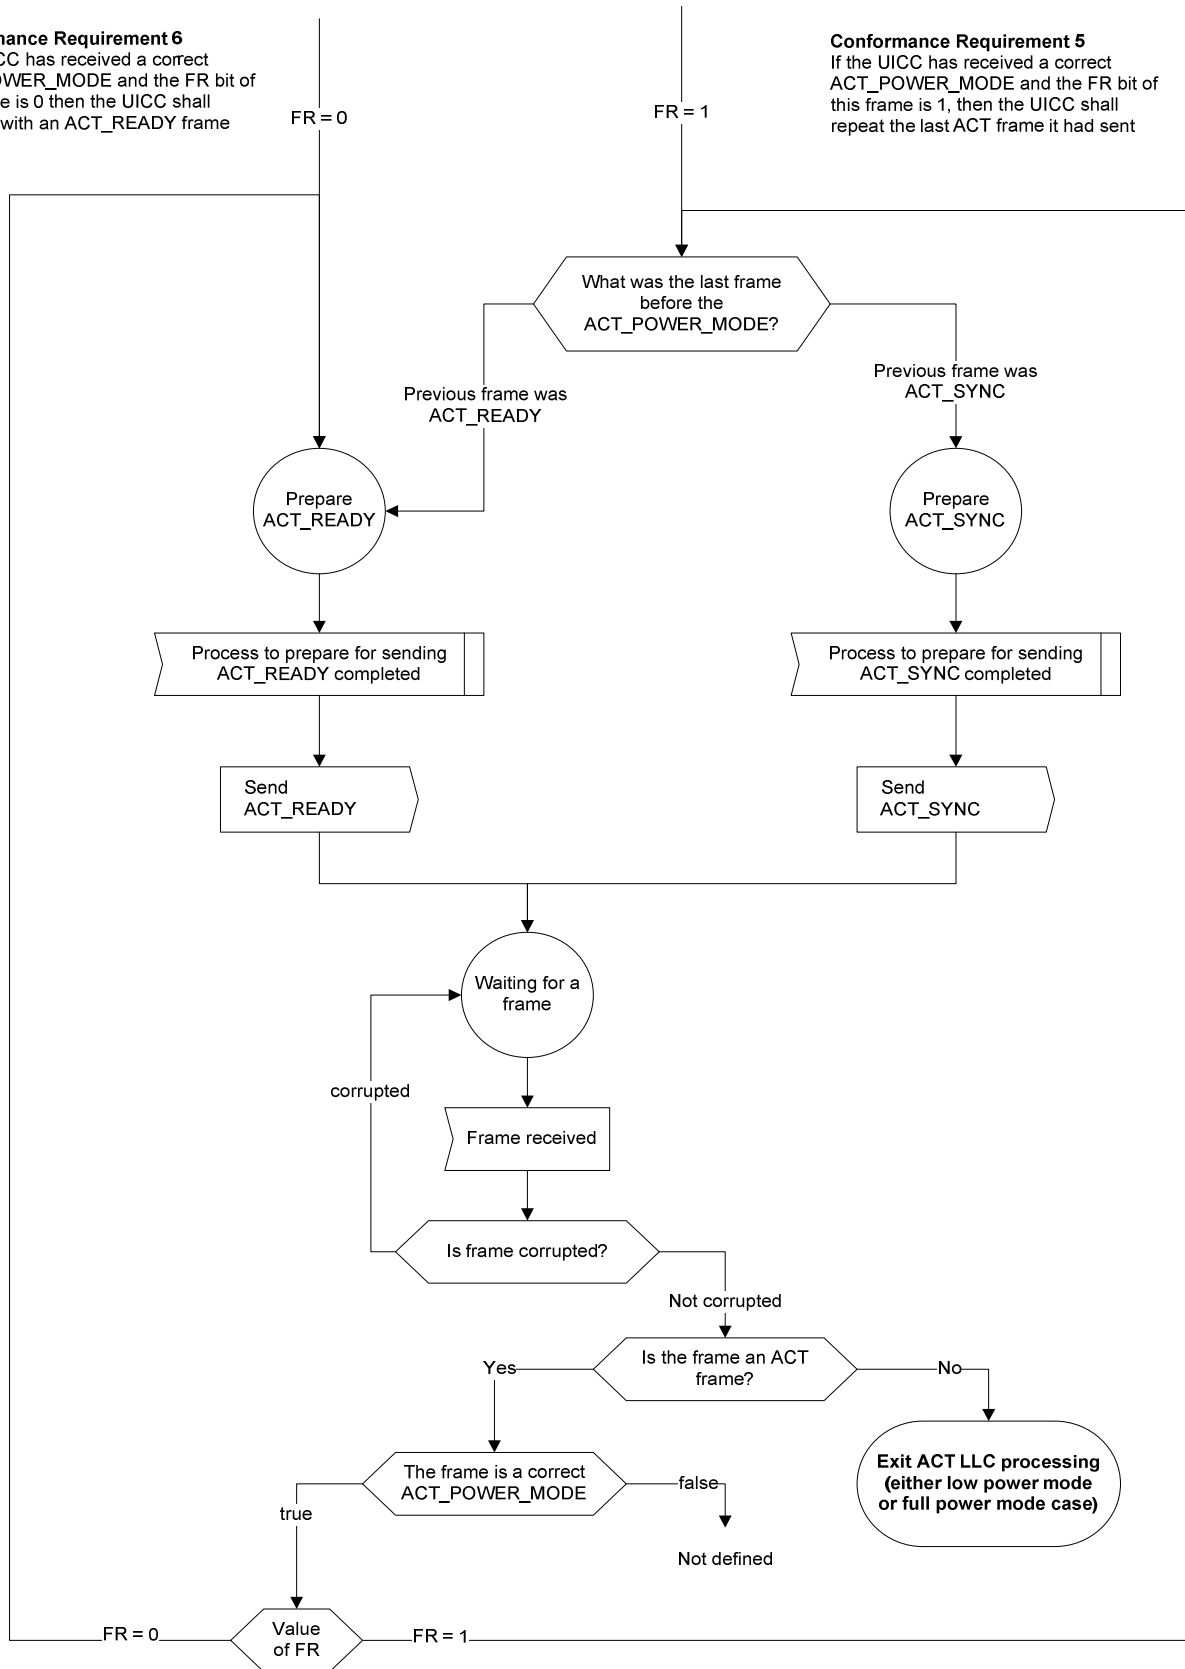 mance Requirement 6
ICC has received a correct
OWER_MODE and the FR bit of
e is 0 then the UICC shall
with an ACT_READY frame
FR = 0
FR = 1
Conformance Requirement 5
If the UICC has received a correct
ACT_POWER_MODE and the FR bit of
this frame is 1, then the UICC shall
repeat the last ACT frame it had sent
What was the last frame
before the
ACT_POWER_MODE?
Previous frame was
ACT_READY
Previous frame was
ACT_SYNC
Prepare
ACT_READY
Prepare
ACT_SYNC
Process to prepare for sending
ACT_READY completed
Process to prepare for sending
ACT_SYNC completed
Send
ACT_READY
Send
ACT_SYNC
Waiting for a
frame
corrupted
Frame received
Is frame corrupted?
Not corrupted
Is the frame an ACT
frame?
Yes
No
The frame is a correct
ACT_POWER_MODE
Exit ACT LLC processing
(either low power mode
or full power mode case)
true
false
Not defined
Value
of FR
FR = 0
FR = 1